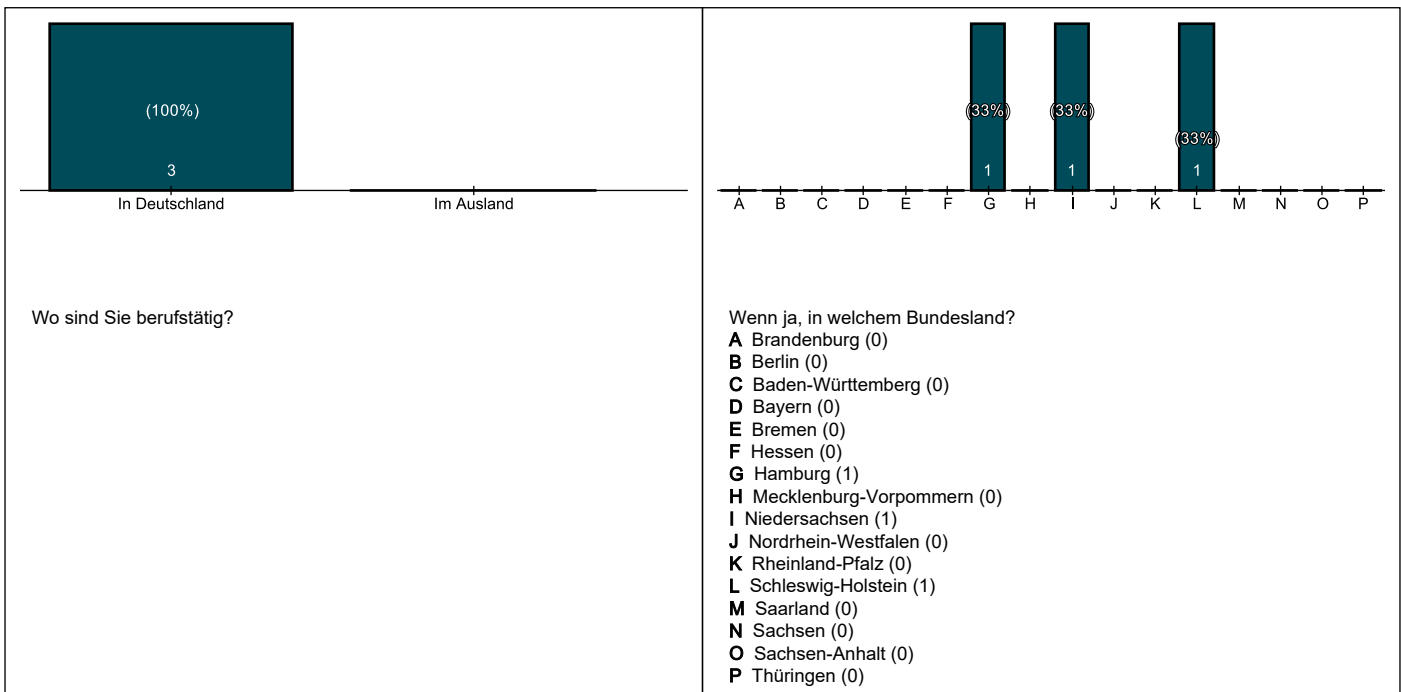 (100%)
3
In Deutschland Im Ausland
Wo sind Sie berufstätig?
(33%) (33%) (33%)
1 1 1
A B C D E F G H I J K L M N O P
Wenn ja, in welchem Bundesland?
A Brandenburg (0)
B Berlin (0)
C Baden-Württemberg (0)
D Bayern (0)
E Bremen (0)
F Hessen (0)
G Hamburg (1)
H Mecklenburg-Vorpommern (0)
I Niedersachsen (1)
J Nordrhein-Westfalen (0)
K Rheinland-Pfalz (0)
L Schleswig-Holstein (1)
M Saarland (0)
N Sachsen (0)
O Sachsen-Anhalt (0)
P Thüringen (0)